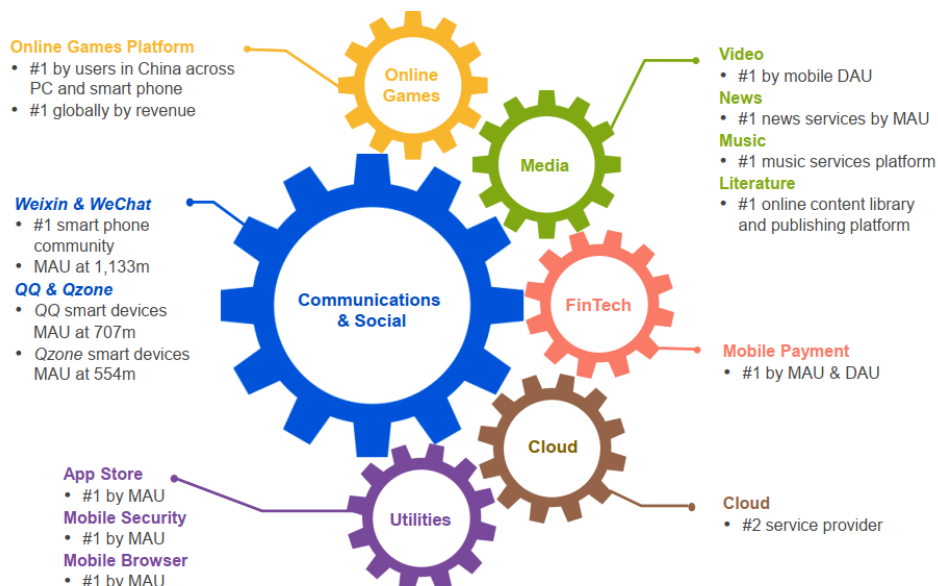 Online Games Platform
• #1 by users in China across
PC and smart phone
• #1 globally by revenue
Online
Games
Video
• #1 by mobile DAU
News
• #1 news services by MAU
Music
• #1 music services platform
Literature
• #1 online content library
and publishing platform
Media
Weixin & WeChat
• #1 smart phone
community
• MAU at 1,133m
QQ & Qzone
• QQ smart devices
MAU at 707m
• Qzone smart devices
MAU at 554m
Communications
& Social
FinTech
Mobile Payment
• #1 by MAU & DAU
Cloud
Cloud
• #2 service provider
App Store
• #1 by MAU
Mobile Security
• #1 by MAU
Mobile Browser
• #1 by MAU
Utilities